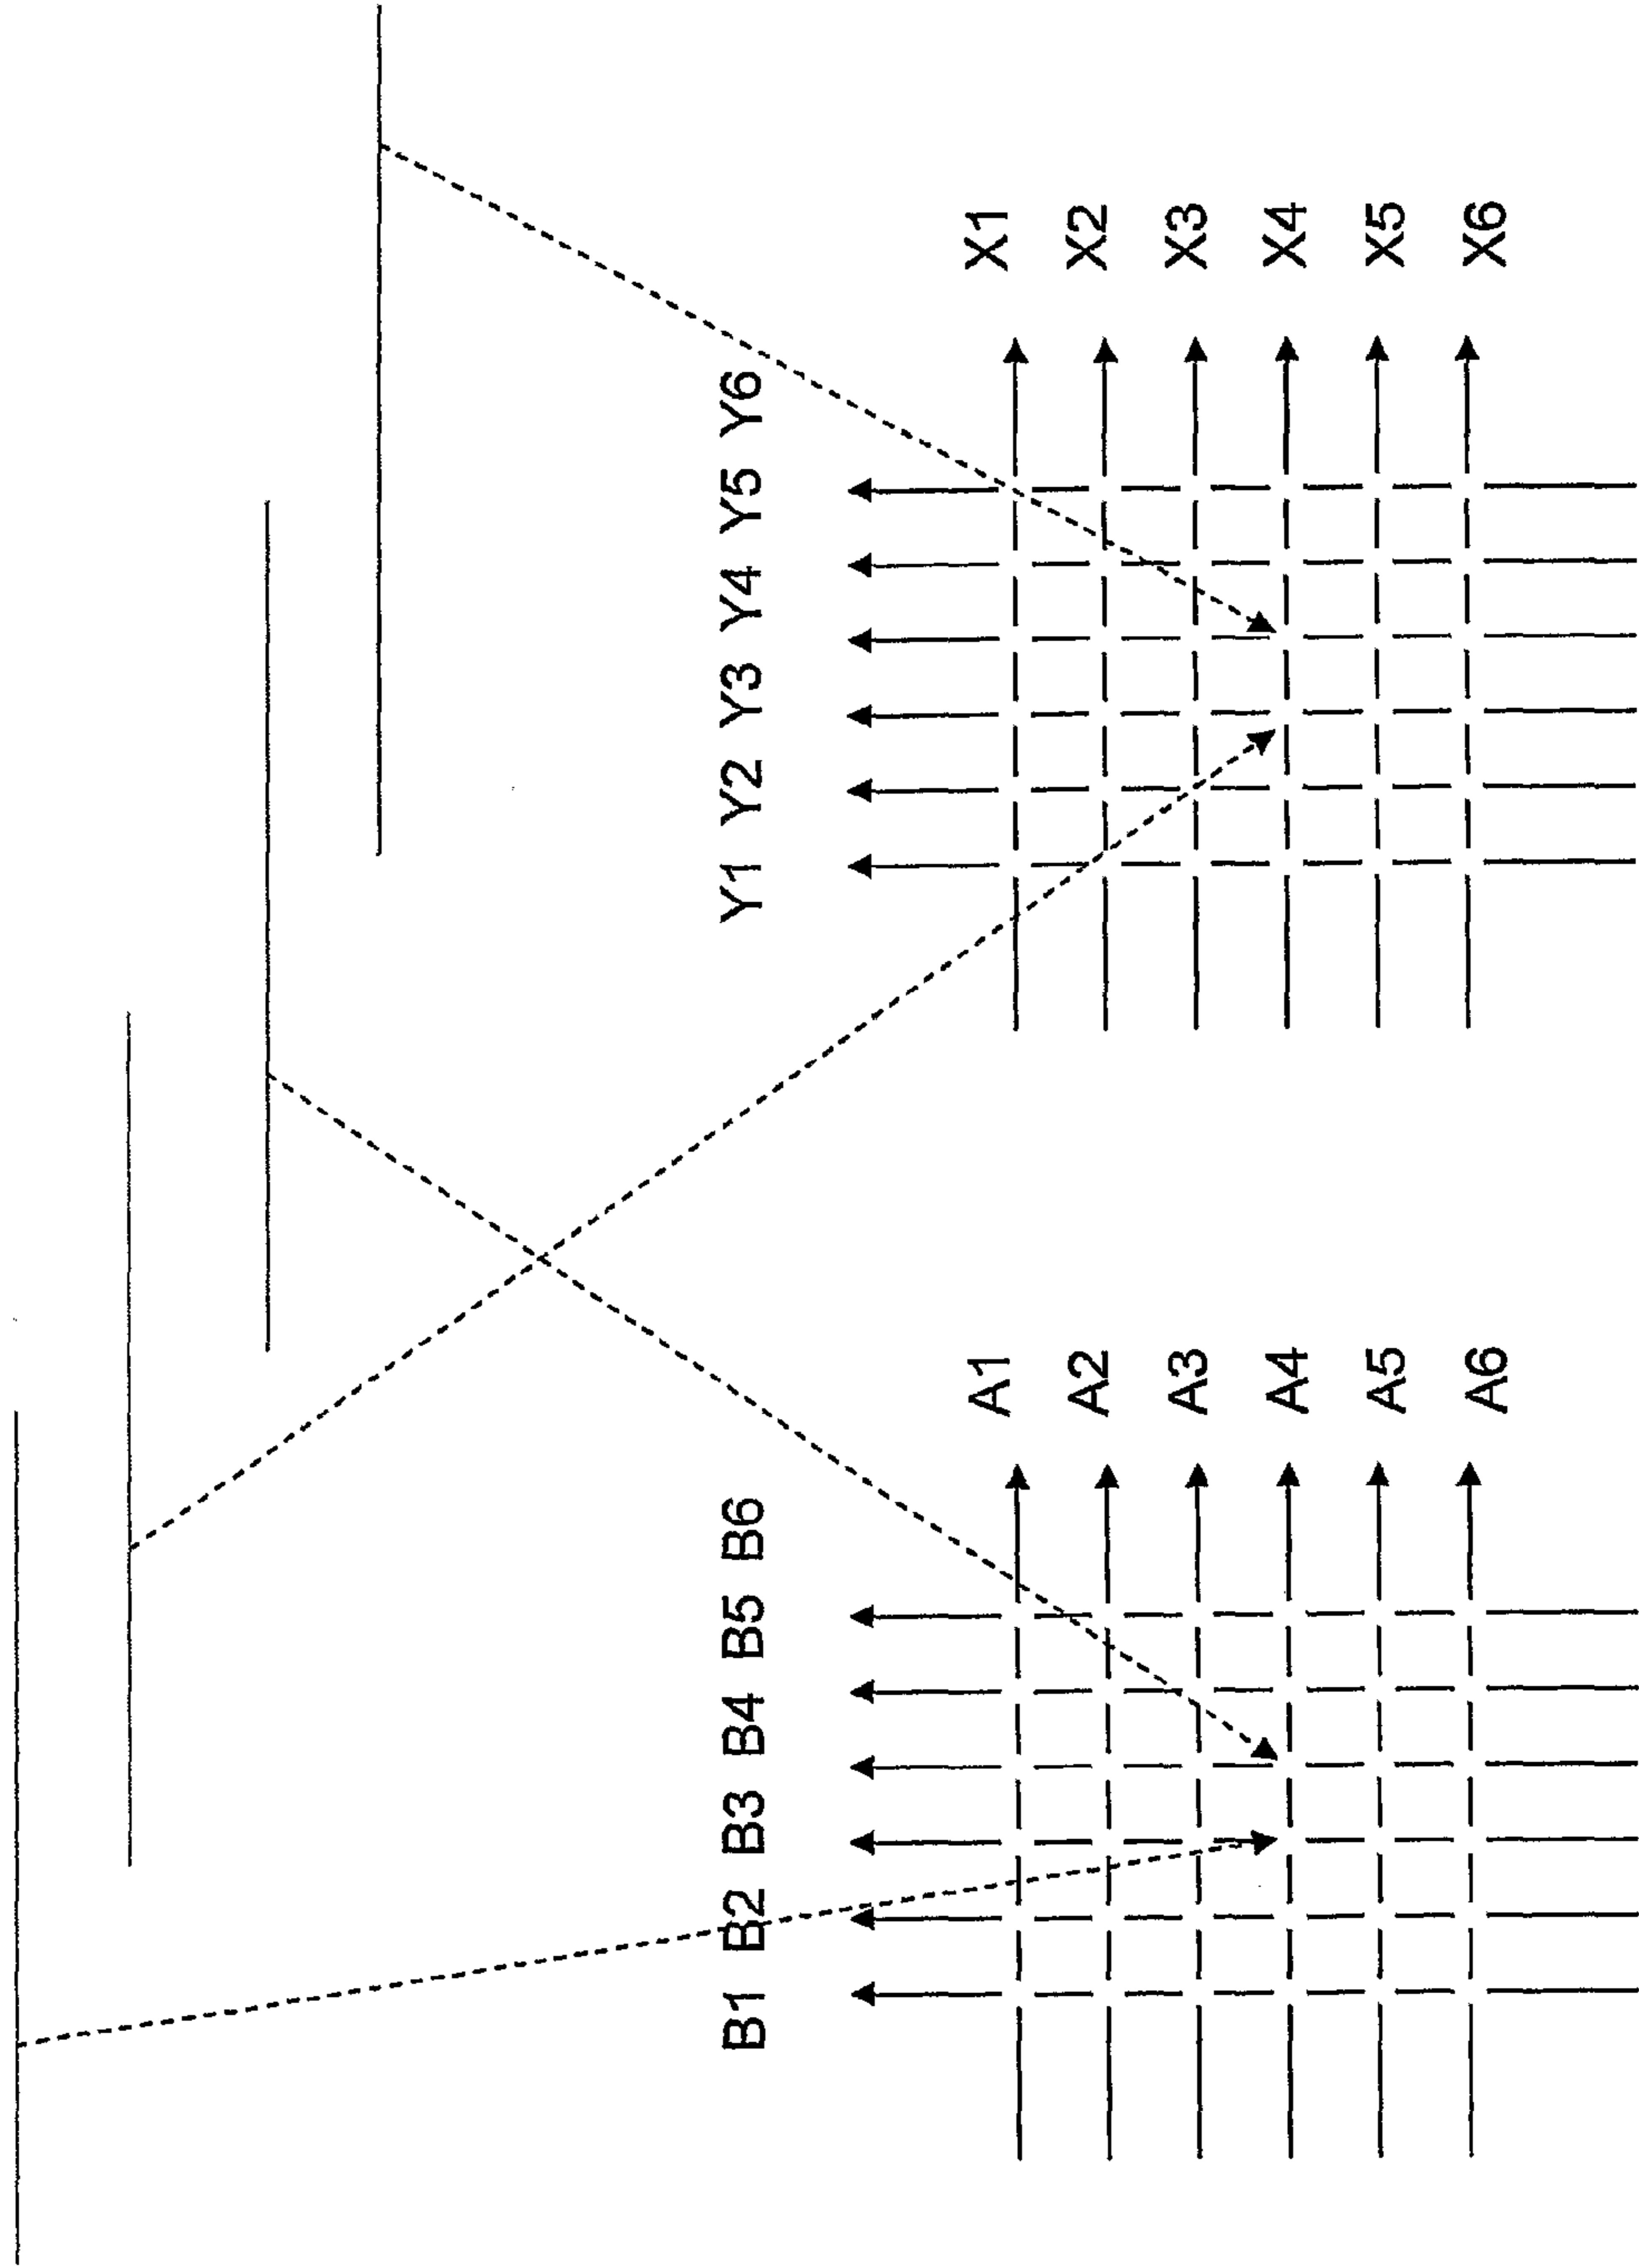 B1 B2 B3 B4 B5 B6
A1
A2
A3
A4
A5
A6
Y1 Y2 Y3 Y4 Y5 Y6
X1
X2
X3
X4
X5
X6